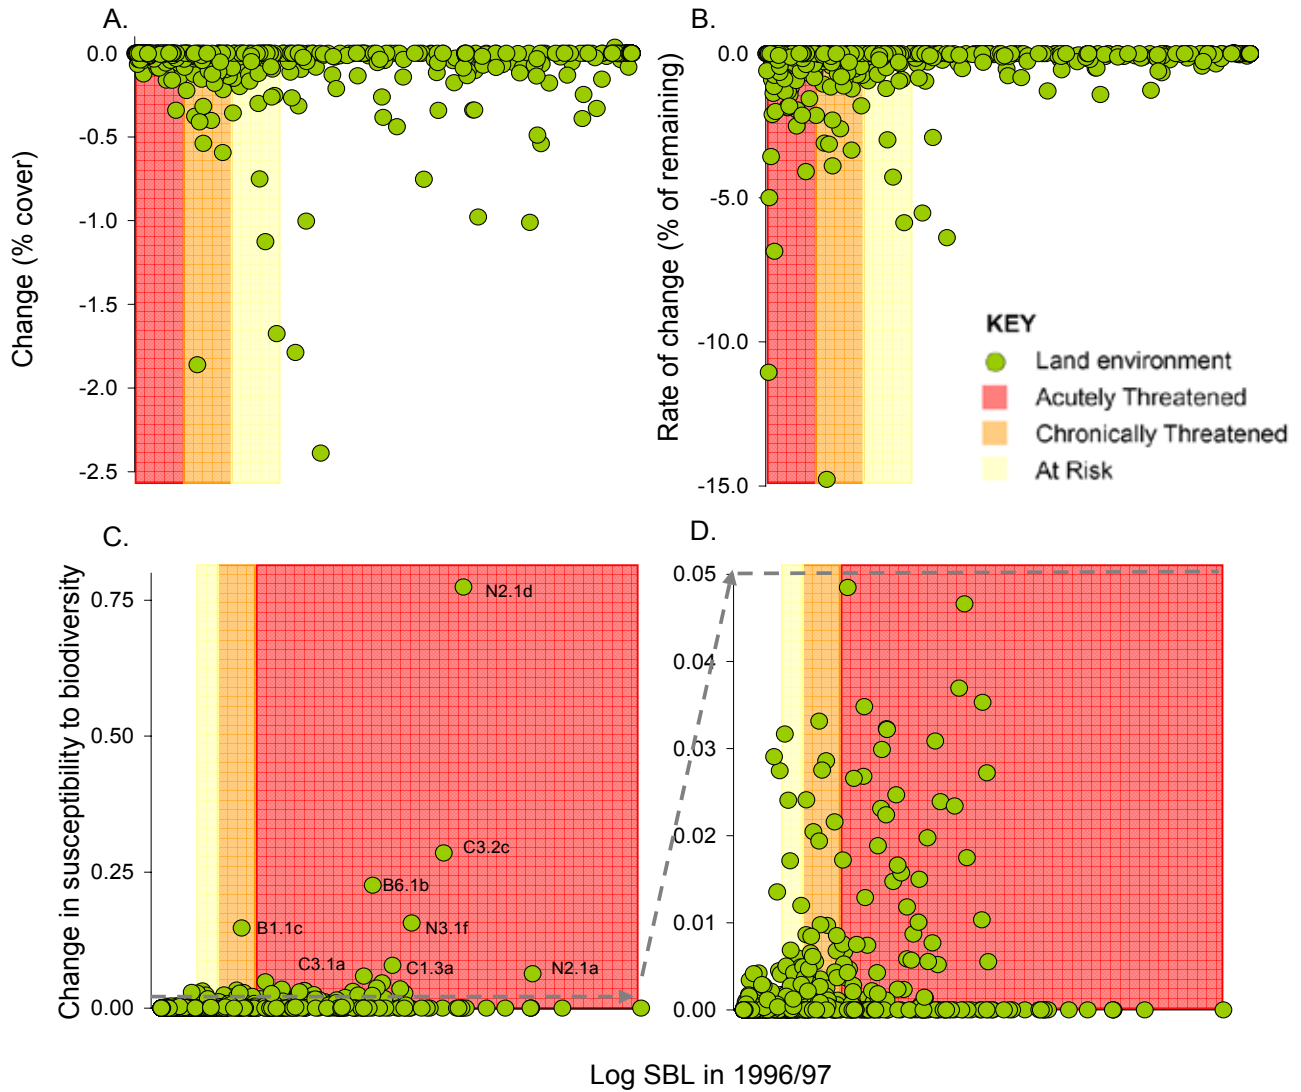 A.
B.
0.0
-0.5
-1.0
-1.5
-2.0
-2.5
Change (% cover)
0.0
-5.0
-10.0
-15.0
Rate of change (% of remaining)
KEY
Land environment
Acutely Threatened
Chronically Threatened
At Risk
C.
D.
0.75
0.50
0.25
0.00
Change in susceptibility to biodiversity
N2.1d
C3.2c
B6.1b
B1.1c
N3.1f
C3.1a
C1.3a
N2.1a
0.05
0.04
0.03
0.02
0.01
0.00
Log SBL in 1996/97